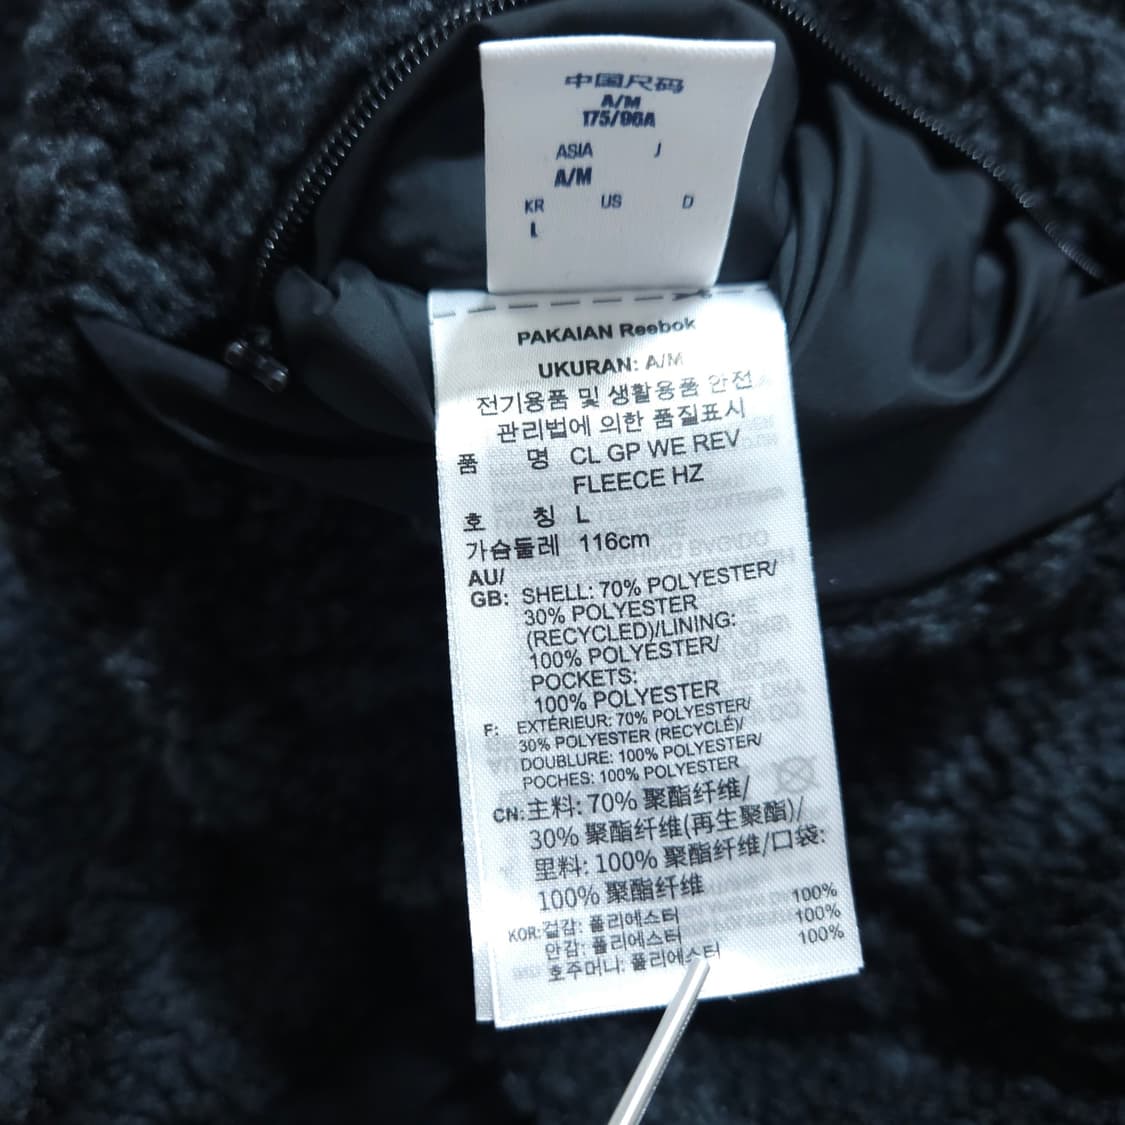 中国尺码
A/M
175/96A
ASIA J
A/M
KR US D
L
PAKAIAN Reebok
UKURAN: A/M
전기용품 및 생활용품 안전
관리법에 의한 품질표시
품 명 CL GP WE REV
FLEECE HZ
호 칭 L
가슴둘레 116cm
AU/
GB: SHELL: 70% POLYESTER/
30% POLYESTER
(RECYCLED)/LINING:
100% POLYESTER/
POCKETS:
100% POLYESTER
F: EXTÉRIEUR: 70% POLYESTER/
30% POLYESTER (RECYCLÉ)/
DOUBLURE: 100% POLYESTER/
POCHES: 100% POLYESTER
CN: 主料: 70% 聚酯纤维/
30% 聚酯纤维(再生聚酯)/
里料: 100% 聚酯纤维/口袋:
100% 聚酯纤维
KOR: 겉감: 폴리에스터 100%
안감: 폴리에스터 100%
호주머니: 폴리에스터 100%